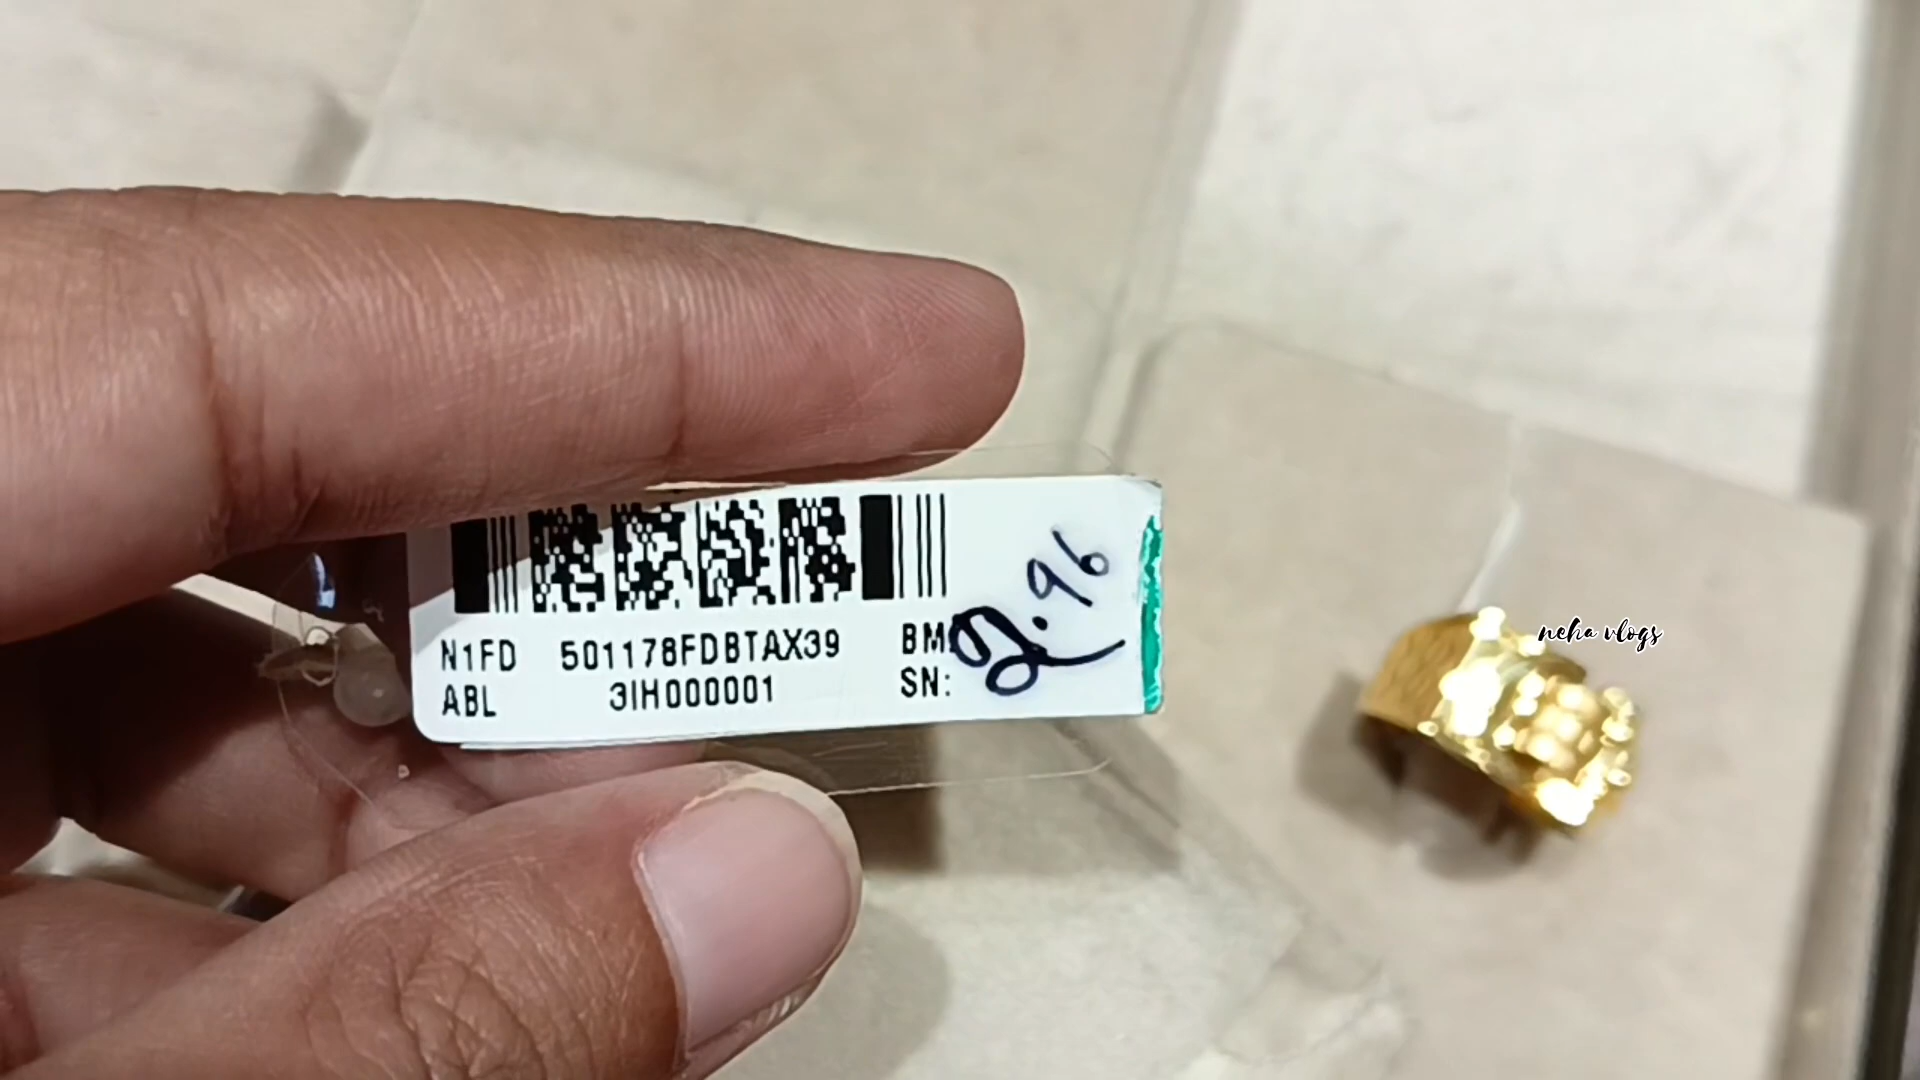 2.96
N1FD 501178FDBTAX39 BM
ABL 3IH000001 SN:
neha vlogs